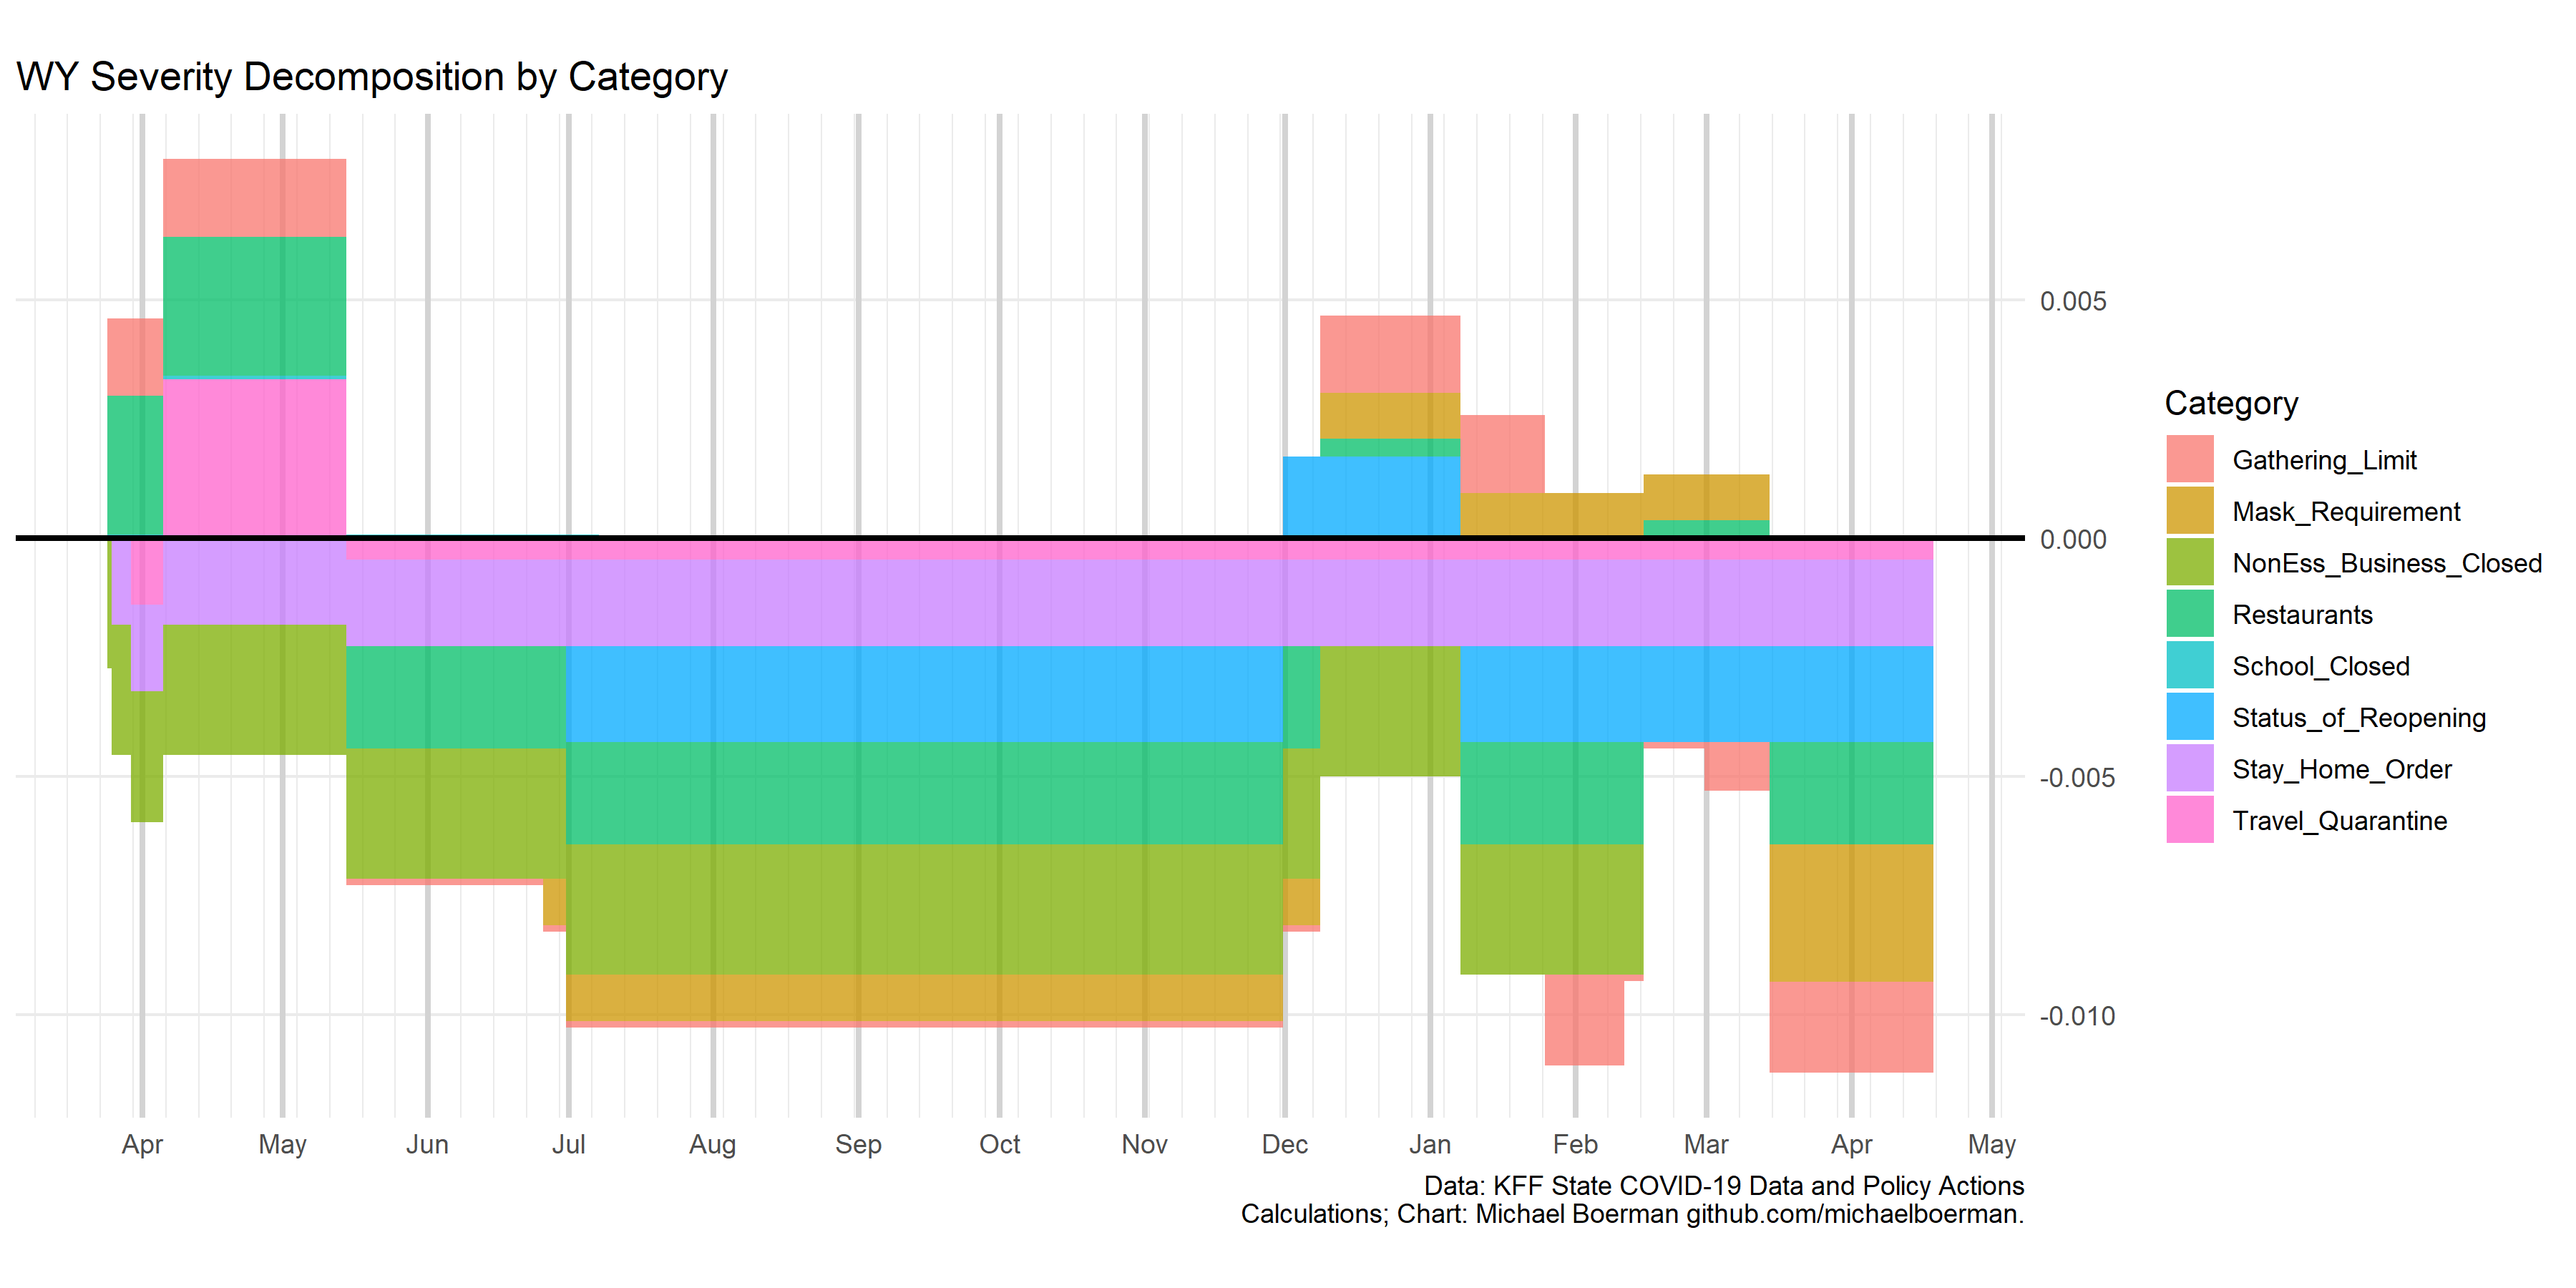 WY Severity Decomposition by Category
0.005
0.000
-0.005
-0.010
Apr May Jun Jul Aug Sep Oct Nov Dec Jan Feb Mar Apr May
Data: KFF State COVID-19 Data and Policy Actions
Calculations; Chart: Michael Boerman github.com/michaelboerman.
Category
Gathering_Limit
Mask_Requirement
NonEss_Business_Closed
Restaurants
School_Closed
Status_of_Reopening
Stay_Home_Order
Travel_Quarantine